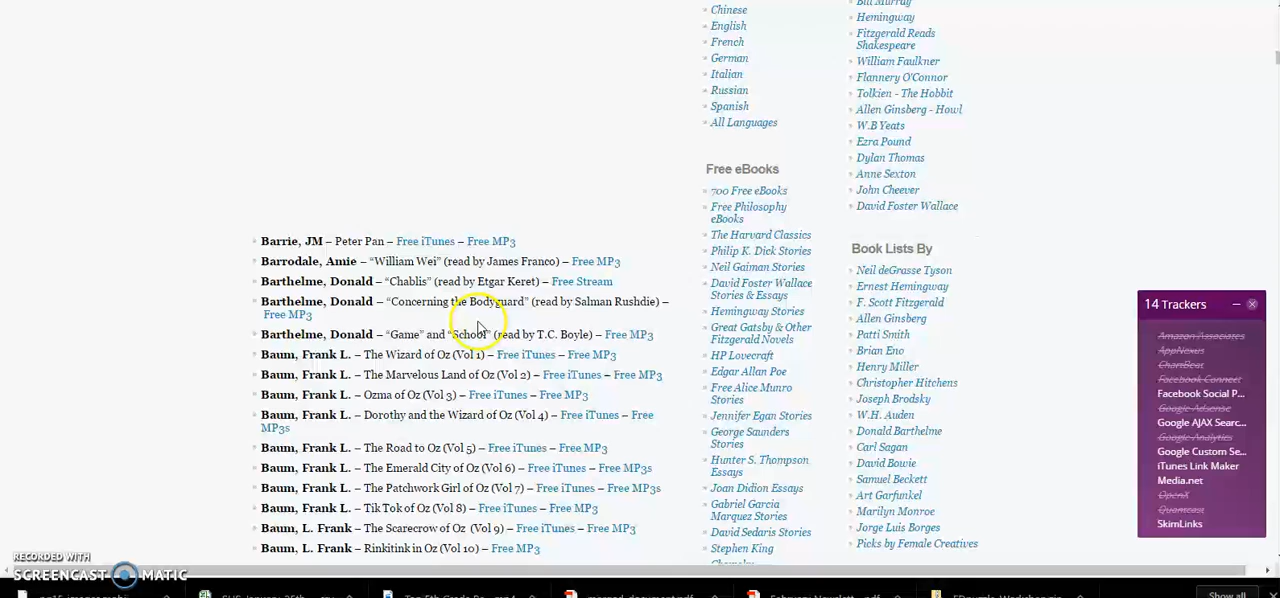 Barrie, JM – Peter Pan – Free iTunes – Free MP3
Barrodale, Amie – “William Wei” (read by James Franco) – Free MP3
Barthelme, Donald – “Chablis” (read by Etgar Keret) – Free Stream
Barthelme, Donald – “Concerning the Bodyguard” (read by Salman Rushdie) –
Free MP3
Barthelme, Donald – “Game” and “School” (read by T.C. Boyle) – Free MP3
Baum, Frank L. – The Wizard of Oz (Vol 1) – Free iTunes – Free MP3
Baum, Frank L. – The Marvelous Land of Oz (Vol 2) – Free iTunes – Free MP3
Baum, Frank L. – Ozma of Oz (Vol 3) – Free iTunes – Free MP3
Baum, Frank L. – Dorothy and the Wizard of Oz (Vol 4) – Free iTunes – Free
MP3s
Baum, Frank L. – The Road to Oz (Vol 5) – Free iTunes – Free MP3
Baum, Frank L. – The Emerald City of Oz (Vol 6) – Free iTunes – Free MP3s
Baum, Frank L. – The Patchwork Girl of Oz (Vol 7) – Free iTunes – Free MP3s
Baum, Frank L. – Tik Tok of Oz (Vol 8) – Free iTunes – Free MP3
Baum, L. Frank – The Scarecrow of Oz (Vol 9) – Free iTunes – Free MP3
Baum, L. Frank – Rinkitink in Oz (Vol 10) – Free MP3
Chinese
English
French
German
Italian
Russian
Spanish
All Languages
Free eBooks
700 Free eBooks
Free Philosophy
eBooks
The Harvard Classics
Philip K. Dick Stories
Neil Gaiman Stories
David Foster Wallace
Stories & Essays
Hemingway Stories
Great Gatsby & Other
Fitzgerald Novels
HP Lovecraft
Edgar Allan Poe
Free Alice Munro
Stories
Jennifer Egan Stories
George Saunders
Stories
Hunter S. Thompson
Essays
Joan Didion Essays
Gabriel Garcia
Marquez Stories
David Sedaris Stories
Stephen King
Bill Murray
Hemingway
Fitzgerald Reads
Shakespeare
William Faulkner
Flannery O'Connor
Tolkien - The Hobbit
Allen Ginsberg - Howl
W.B Yeats
Ezra Pound
Dylan Thomas
Anne Sexton
John Cheever
David Foster Wallace
Book Lists By
Neil deGrasse Tyson
Ernest Hemingway
F. Scott Fitzgerald
Allen Ginsberg
Patti Smith
Brian Eno
Henry Miller
Christopher Hitchens
Joseph Brodsky
W.H. Auden
Donald Barthelme
Carl Sagan
David Bowie
Samuel Beckett
Art Garfunkel
Marilyn Monroe
Jorge Luis Borges
Picks by Female Creatives
14 Trackers
Amazon Associates
AppNexus
ChartBeat
Facebook Connect
Facebook Social P...
Google Adsense
Google AJAX Searc...
Google Analytics
Google Custom Se...
iTunes Link Maker
Media.net
OpenX
Quantcast
SkimLinks
RECORDED WITH
SCREENCAST MATIC
Show all